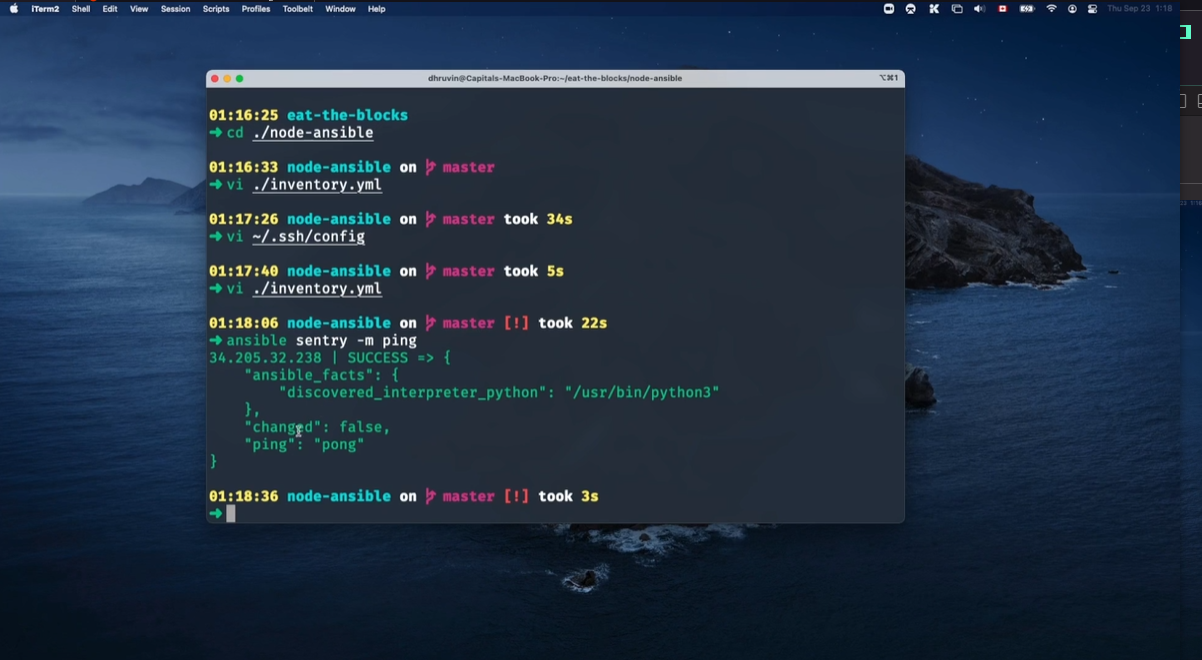 iTerm2 Shell Edit View Session Scripts Profiles Toolbelt Window Help Thu Sep 23 1:18
dhruvin@Capitals-MacBook-Pro:~/eat-the-blocks/node-ansible ⌥⌘1
01:16:25 eat-the-blocks
➜ cd ./node-ansible
01:16:33 node-ansible on master
➜ vi ./inventory.yml
01:17:26 node-ansible on master took 34s
➜ vi ~/.ssh/config
01:17:40 node-ansible on master took 5s
➜ vi ./inventory.yml
01:18:06 node-ansible on master [!] took 22s
➜ ansible sentry -m ping
34.205.32.238 | SUCCESS => {
"ansible_facts": {
"discovered_interpreter_python": "/usr/bin/python3"
},
"changed": false,
"ping": "pong"
}
01:18:36 node-ansible on master [!] took 3s
➜